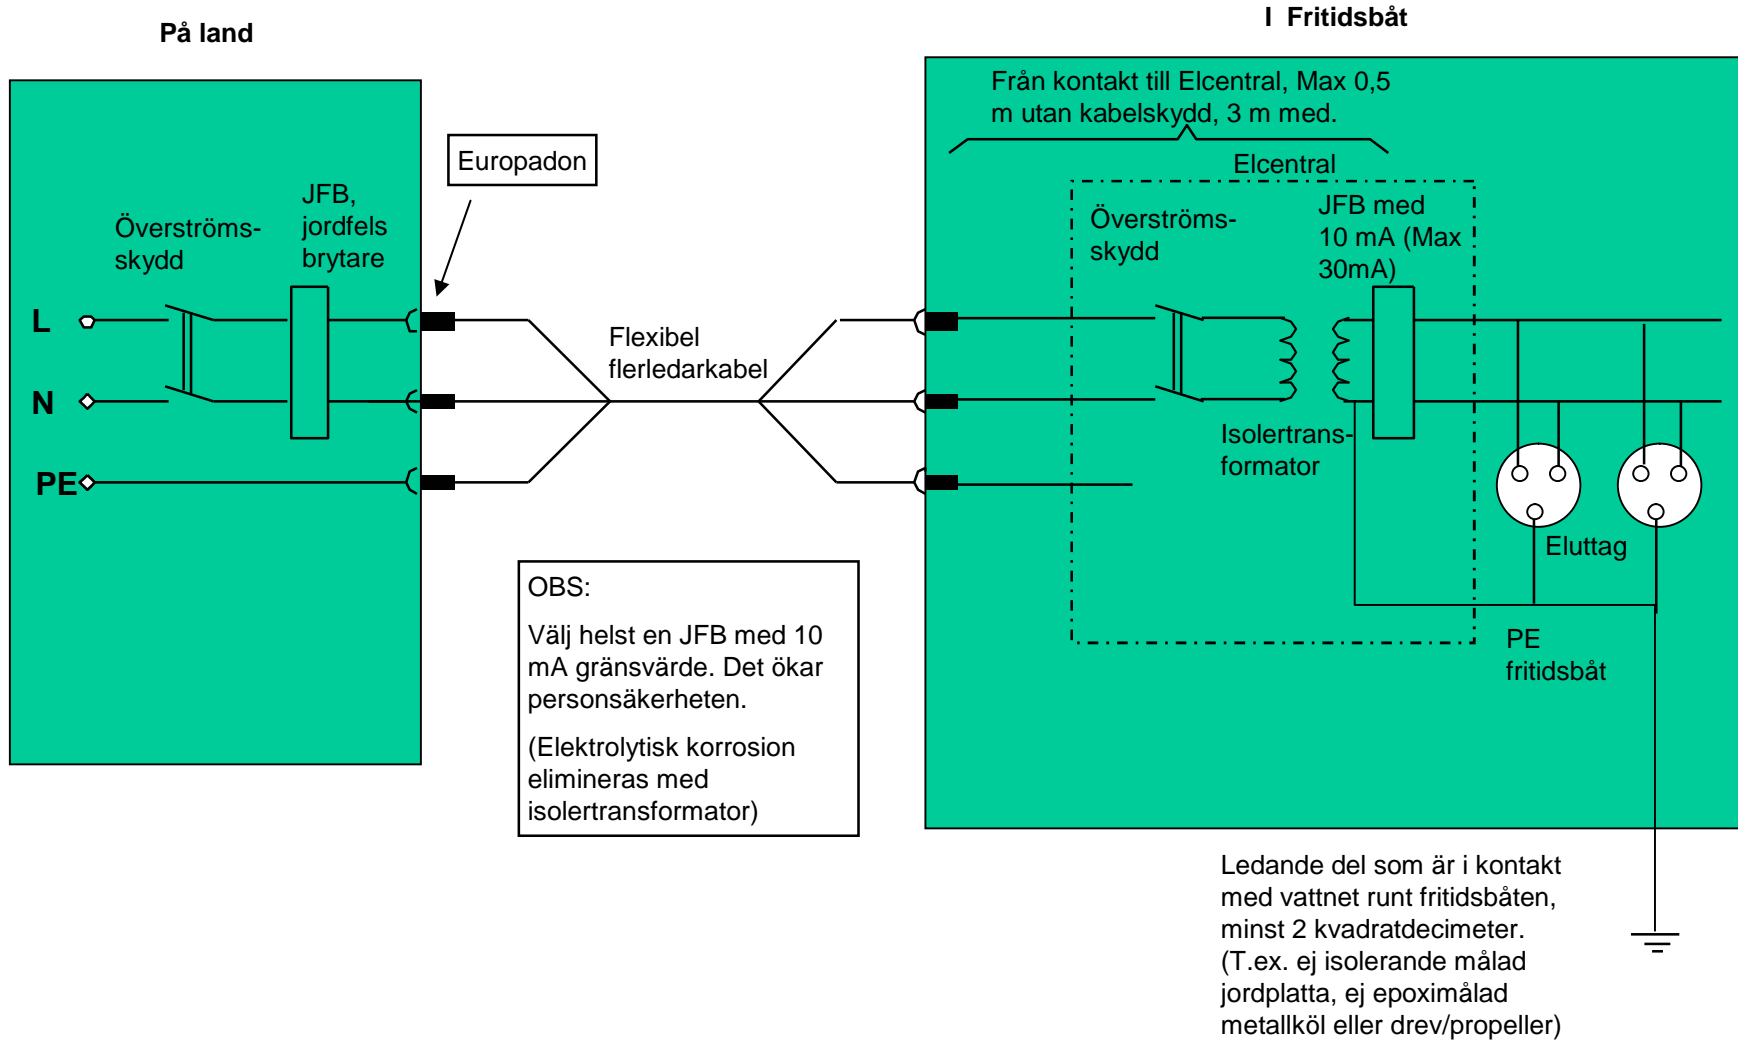 På land
I Fritidsbåt
Från kontakt till Elcentral, Max 0,5
m utan kabelskydd, 3 m med.
Europadon
Elcentral
JFB,
jordfels
brytare
Överströms-
skydd
Överströms-
skydd
JFB med
10 mA (Max
30mA)
L
N
PE
Flexibel
flerledarkabel
Isolertrans-
formator
Eluttag
OBS:
Välj helst en JFB med 10
mA gränsvärde. Det ökar
personsäkerheten.
(Elektrolytisk korrosion
elimineras med
isolertransformator)
PE
fritidsbåt
Ledande del som är i kontakt
med vattnet runt fritidsbåten,
minst 2 kvadratdecimeter.
(T.ex. ej isolerande målad
jordplatta, ej epoximålad
metallköl eller drev/propeller)